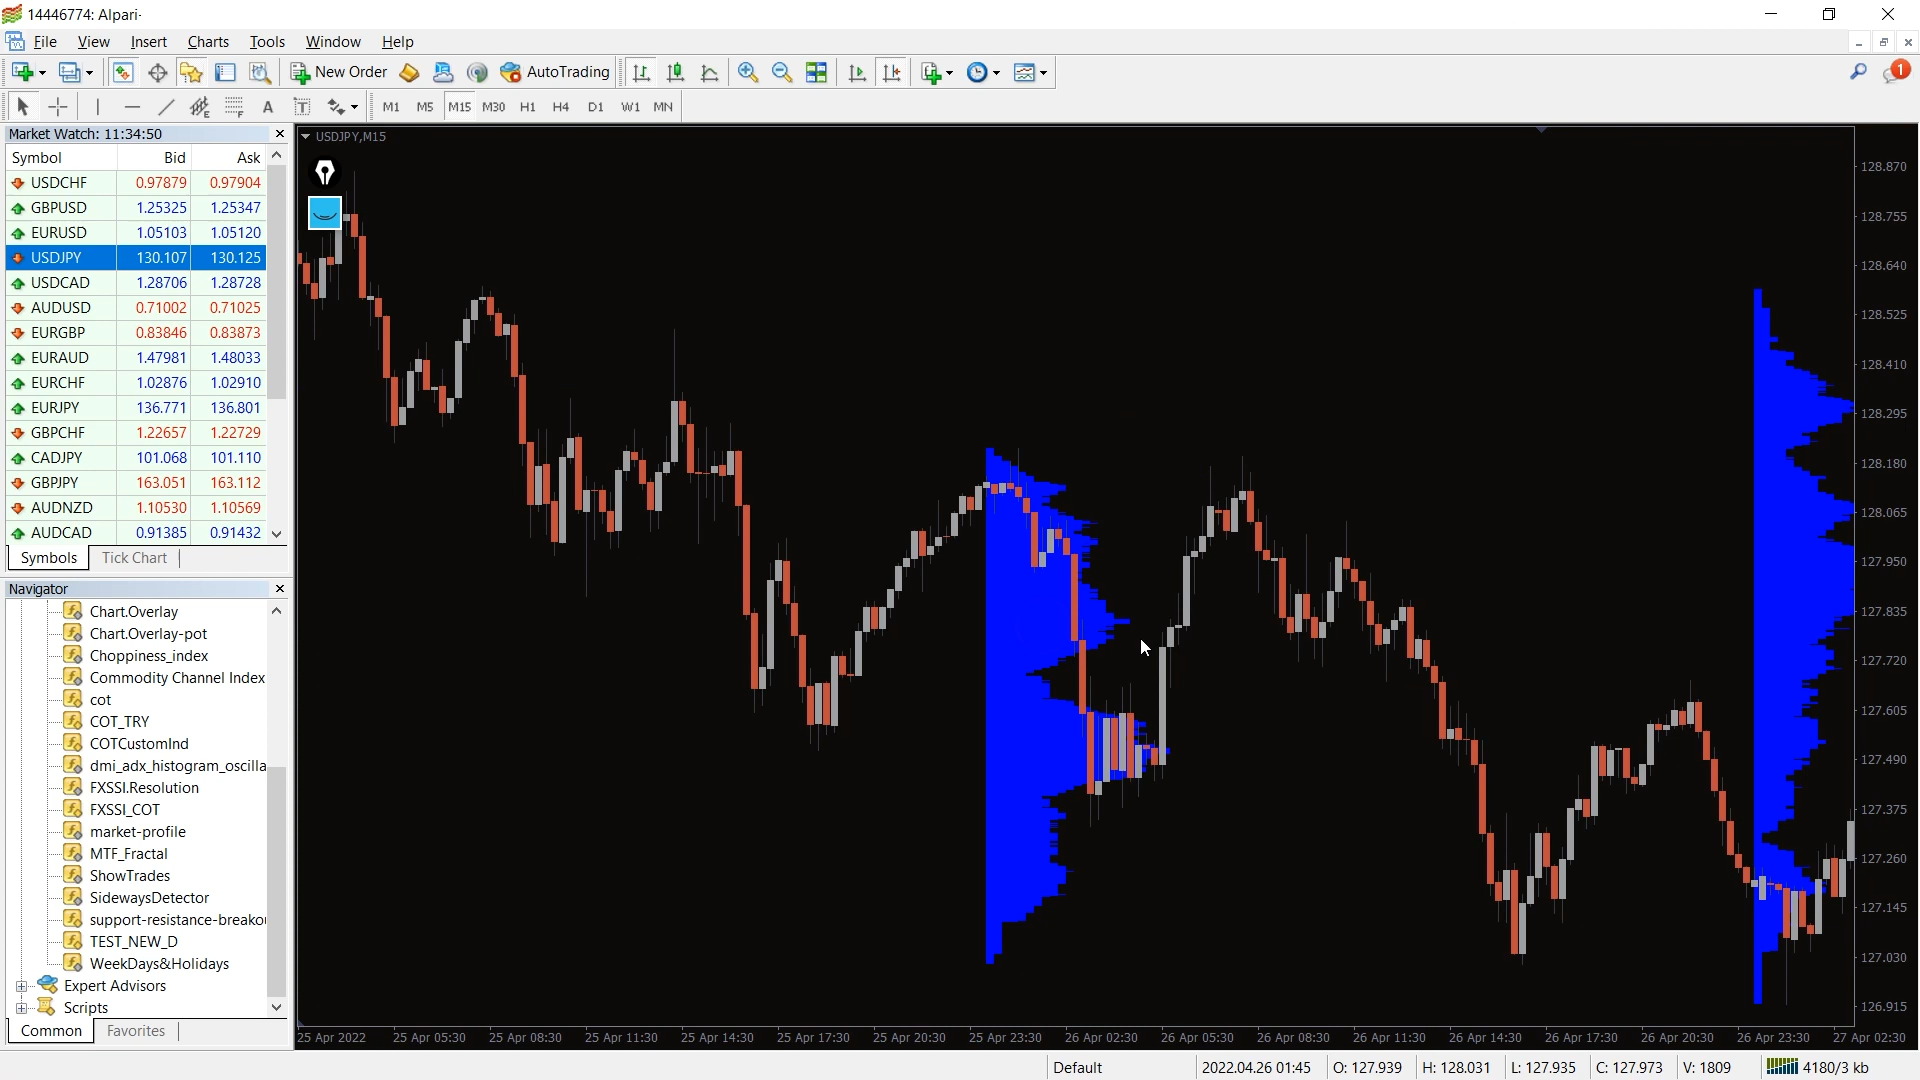 14446774: Alpari-
File View Insert Charts Tools Window Help
New Order AutoTrading 1
A T M1 M5 M15 M30 H1 H4 D1 W1 MN
Market Watch: 11:34:50
Symbol Bid Ask
USDCHF 0.97879 0.97904
GBPUSD 1.25325 1.25347
EURUSD 1.05103 1.05120
USDJPY 130.107 130.125
USDCAD 1.28706 1.28728
AUDUSD 0.71002 0.71025
EURGBP 0.83846 0.83873
EURAUD 1.47981 1.48033
EURCHF 1.02876 1.02910
EURJPY 136.771 136.801
GBPCHF 1.22657 1.22729
CADJPY 101.068 101.110
GBPJPY 163.051 163.112
AUDNZD 1.10530 1.10569
AUDCAD 0.91385 0.91432
Symbols Tick Chart
Navigator
Chart.Overlay
Chart.Overlay-pot
Choppiness_index
Commodity Channel Index
cot
COT_TRY
COTCustomInd
dmi_adx_histogram_oscilla
FXSSI.Resolution
FXSSI_COT
market-profile
MTF_Fractal
ShowTrades
SidewaysDetector
support-resistance-breakou
TEST_NEW_D
WeekDays&Holidays
Expert Advisors
Scripts
Common Favorites
USDJPY,M15
128.870
128.755
128.640
128.525
128.410
128.295
128.180
128.065
127.950
127.835
127.720
127.605
127.490
127.375
127.260
127.145
127.030
126.915
25 Apr 2022 25 Apr 05:30 25 Apr 08:30 25 Apr 11:30 25 Apr 14:30 25 Apr 17:30 25 Apr 20:30 25 Apr 23:30 26 Apr 02:30 26 Apr 05:30 26 Apr 08:30 26 Apr 11:30 26 Apr 14:30 26 Apr 17:30 26 Apr 20:30 26 Apr 23:30 27 Apr 02:30
Default 2022.04.26 01:45 O: 127.939 H: 128.031 L: 127.935 C: 127.973 V: 1809 4180/3 kb